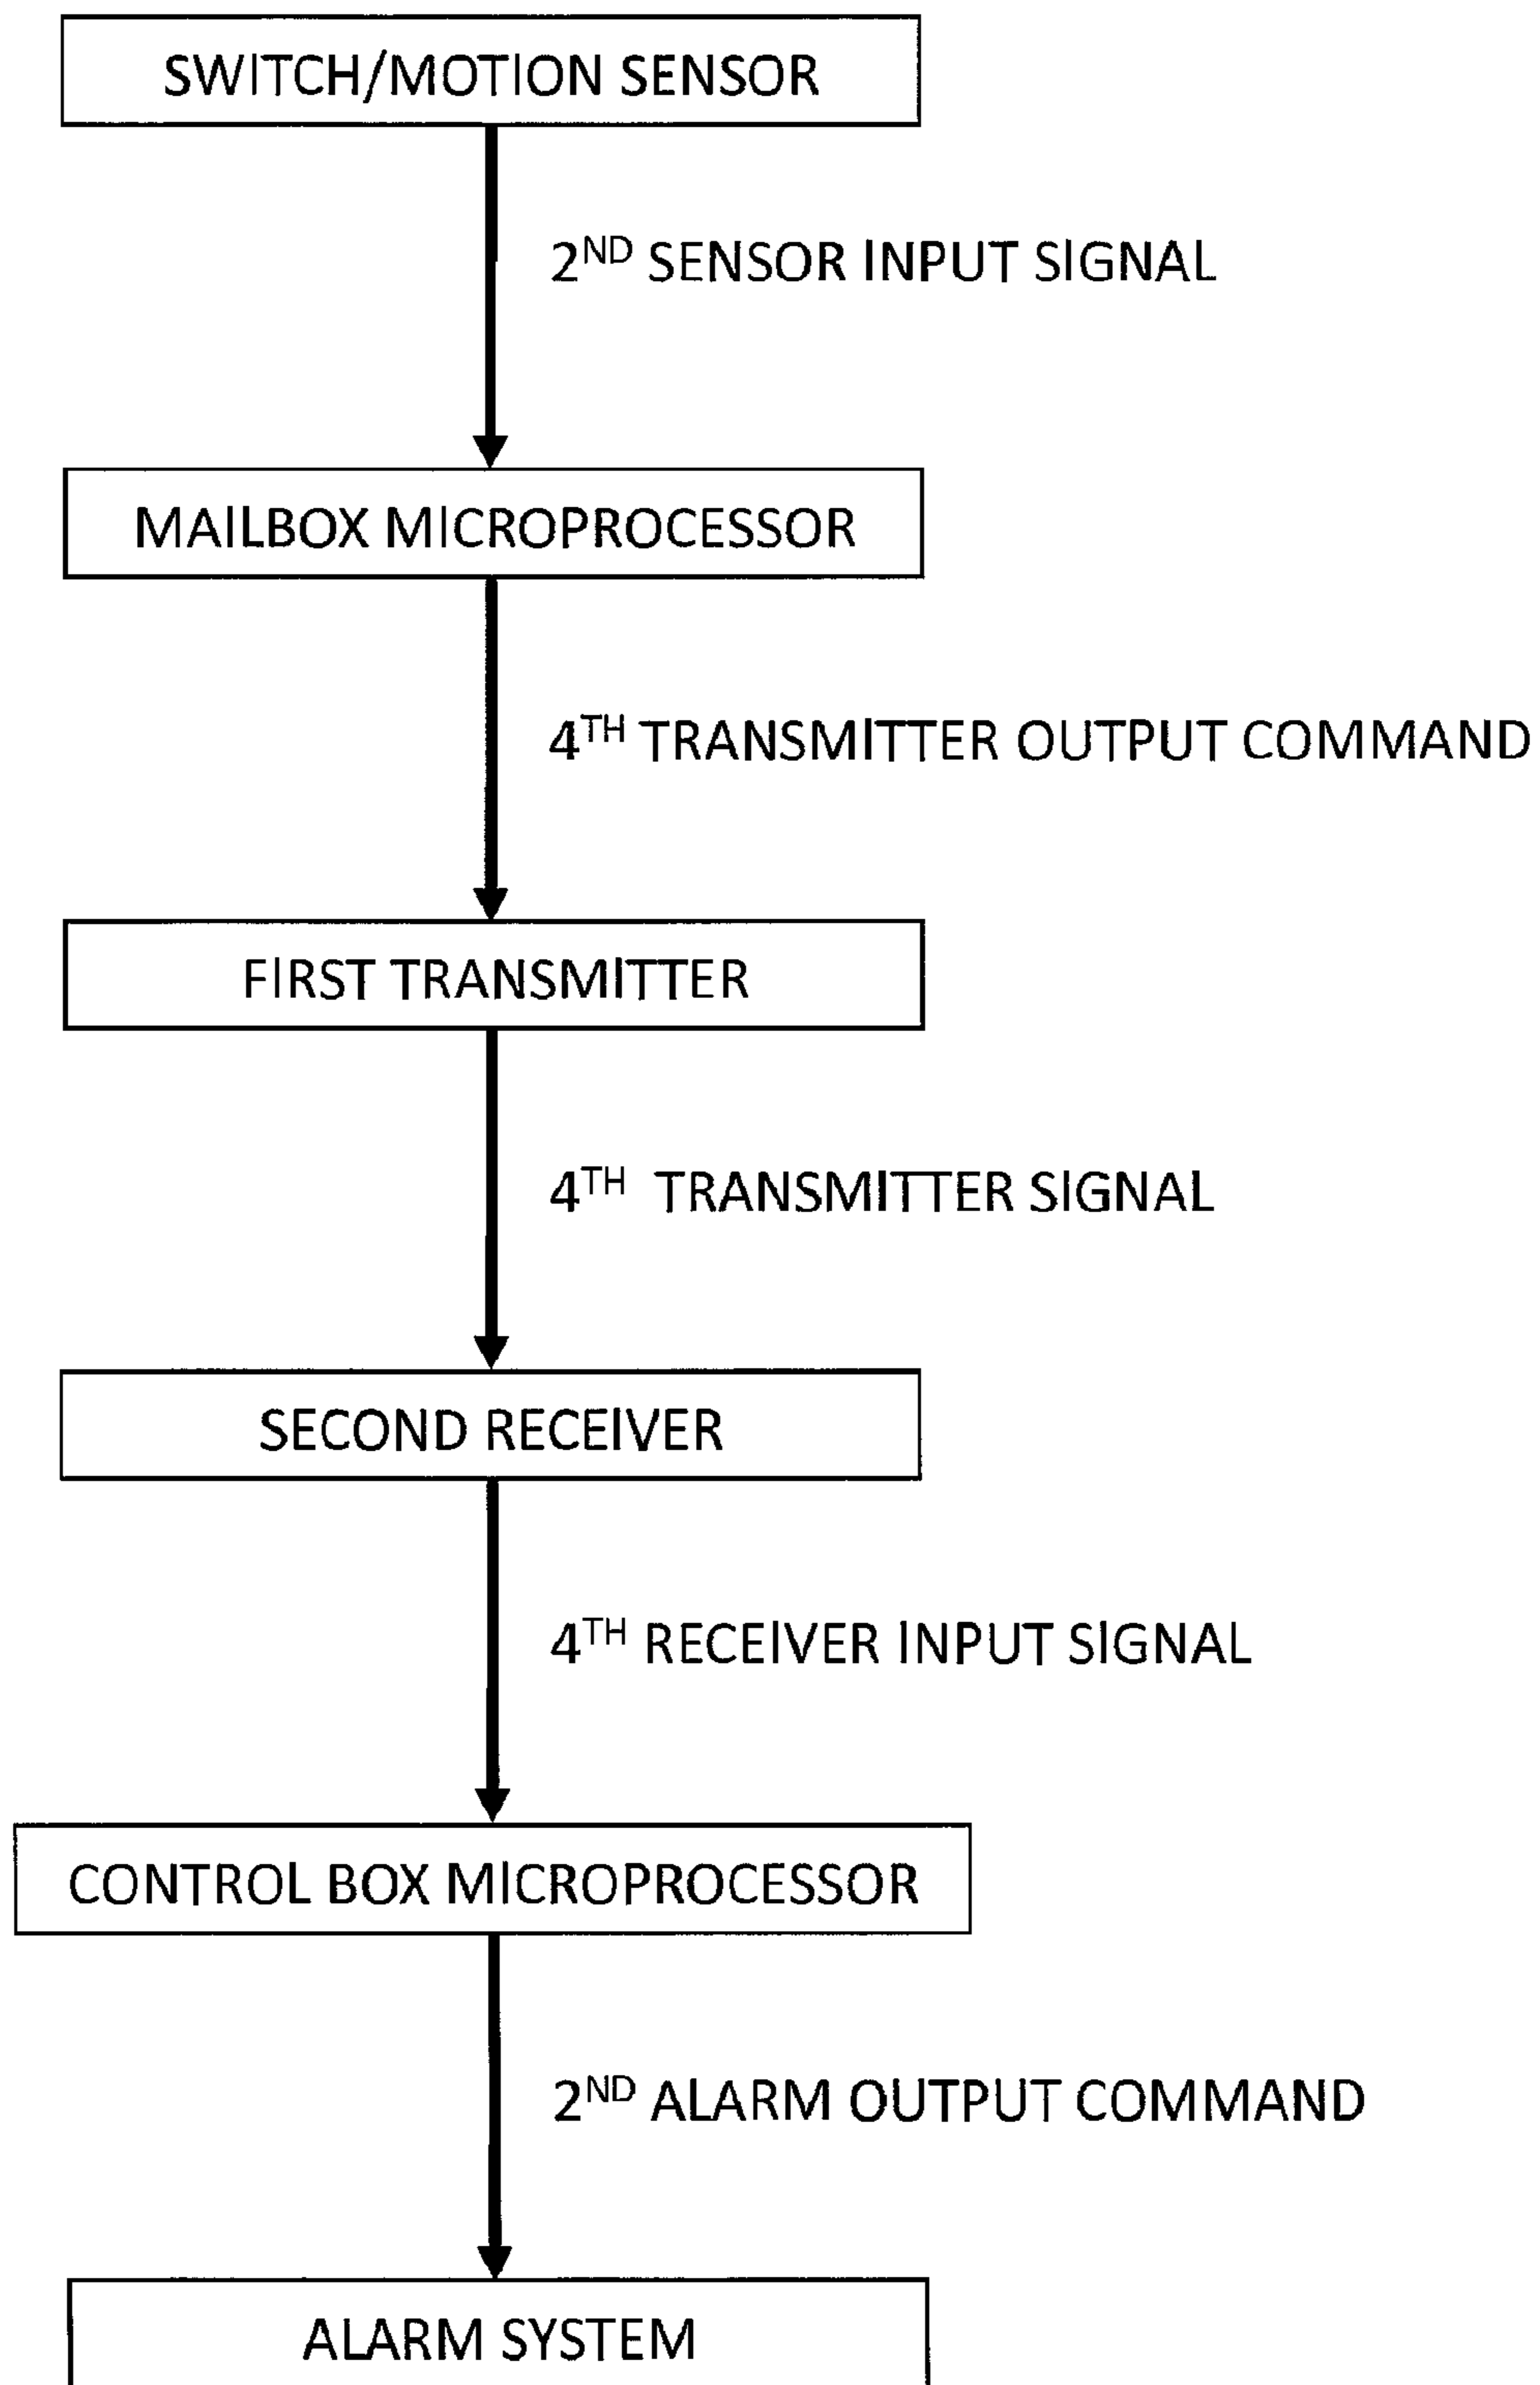 SWITCH/MOTION SENSOR
2ND SENSOR INPUT SIGNAL
MAILBOX MICROPROCESSOR
4TH TRANSMITTER OUTPUT COMMAND
FIRST TRANSMITTER
4TH TRANSMITTER SIGNAL
SECOND RECEIVER
4TH RECEIVER INPUT SIGNAL
CONTROL BOX MICROPROCESSOR
2ND ALARM OUTPUT COMMAND
ALARM SYSTEM